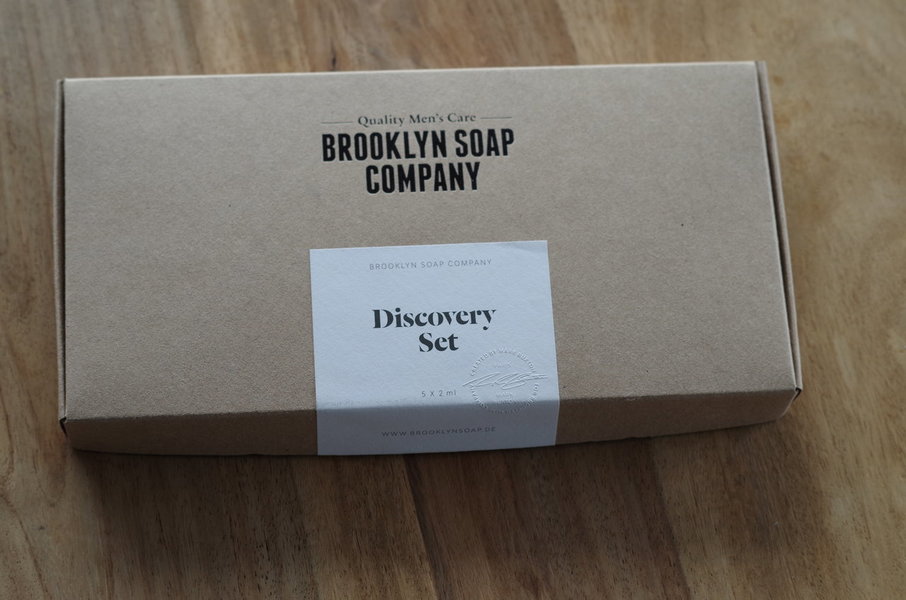 Quality Men's Care
BROOKLYN SOAP
COMPANY
BROOKLYN SOAP COMPANY
Discovery
Set
5 X 2 ml
WWW.BROOKLYNSOAP.DE